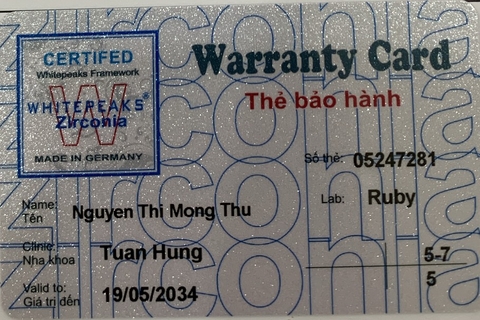 CERTIFED
Whitepeaks Framework
WHITEPEAKS®
W
Zirconia
MADE IN GERMANY
Warranty Card
Thẻ bảo hành
Số thẻ: 05247281
Lab: Ruby
Name:
Tên
Nguyen Thi Mong Thu
Clinic:
Nha khoa
Tuan Hung
5-7
5
Valid to:
Giá trị đến
19/05/2034
zirconia